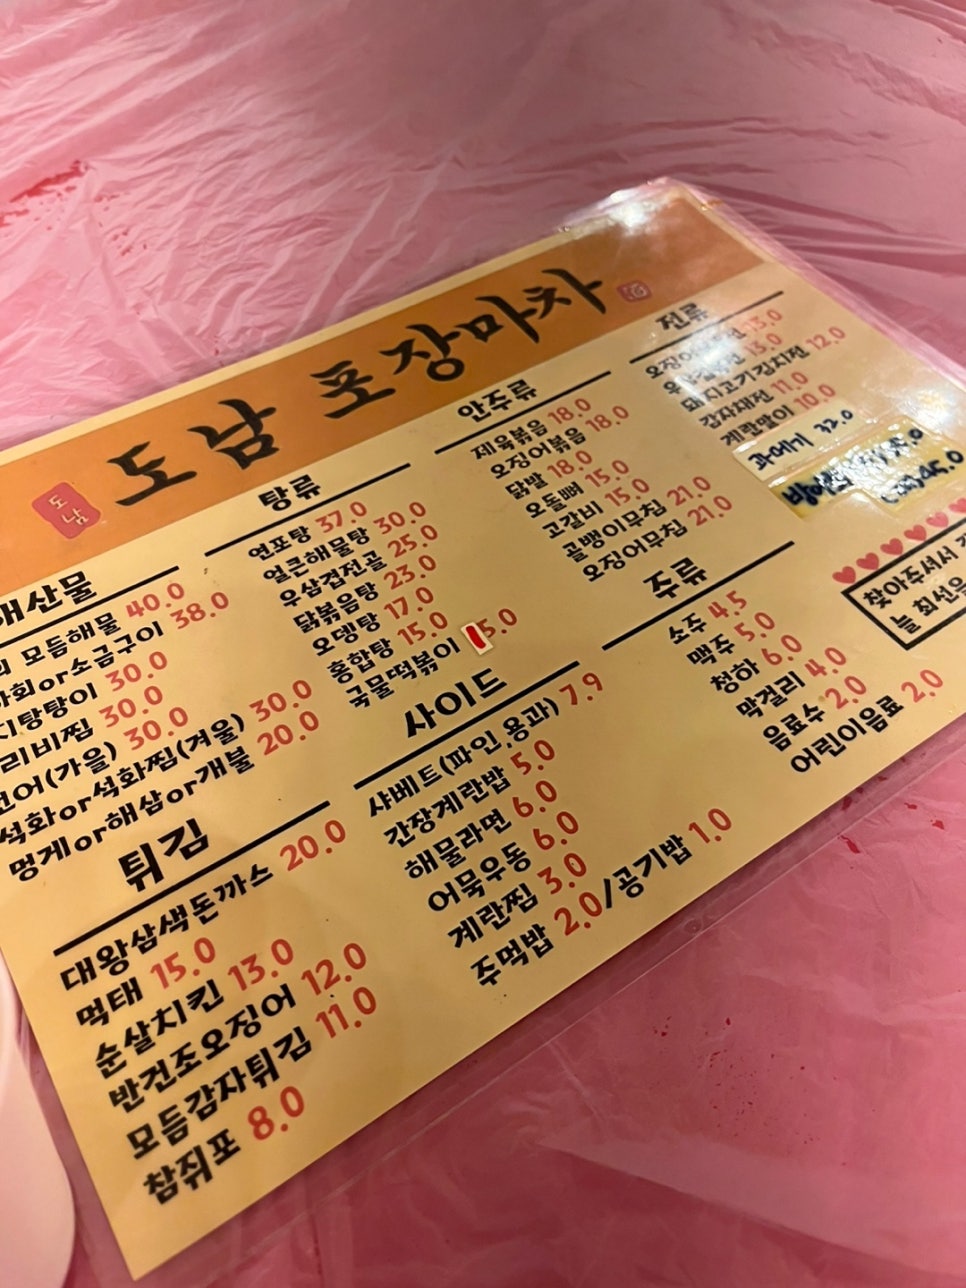 도남 포장마차
도남
해산물
모듬해물 40.0
회or소금구이 38.0
탕탕이 30.0
리비찜 30.0
(가을) 30.0
석화or석화찜(겨울) 30.0
멍게or해삼or개불 20.0
튀김
대왕삼색돈까스 20.0
먹태 15.0
순살치킨 13.0
반건조오징어 12.0
모듬감자튀김 11.0
참쥐포 8.0
탕류
연포탕 37.0
얼큰해물탕 30.0
우삼겹전골 25.0
닭볶음탕 23.0
오뎅탕 17.0
홍합탕 15.0
국물떡볶이 5.0
사이드
샤베트(파인,용과) 7.9
간장계란밥 5.0
해물라면 6.0
어묵우동 6.0
계란찜 3.0
주먹밥 2.0/공기밥 1.0
안주류
제육볶음 18.0
오징어볶음 18.0
닭발 18.0
오돌뼈 15.0
고갈비 15.0
골뱅이무침 21.0
오징어무침 21.0
주류
소주 4.5
맥주 5.0
청하 6.0
막걸리 4.0
음료수 2.0
어린이음료 2.0
전류
13.0
13.0
돼지고기김치전 12.0
감자채전 11.0
계란말이 10.0
과메기 32.0
45.0
찾아주셔서
늘 최선을